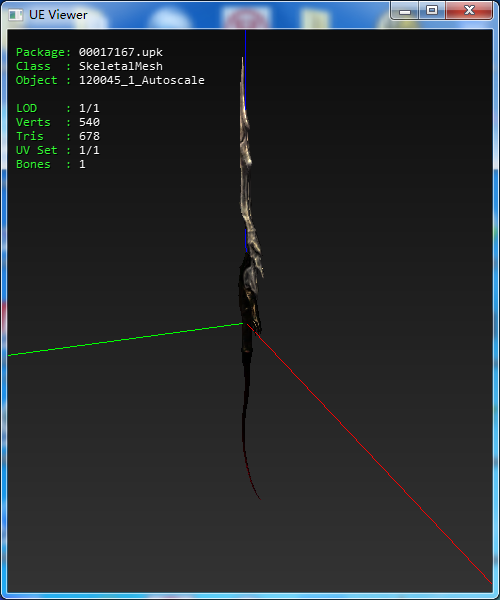 UE Viewer
Package: 00017167.upk
Class : SkeletalMesh
Object : 120045_1_Autoscale
LOD : 1/1
Verts : 540
Tris : 678
UV Set : 1/1
Bones : 1